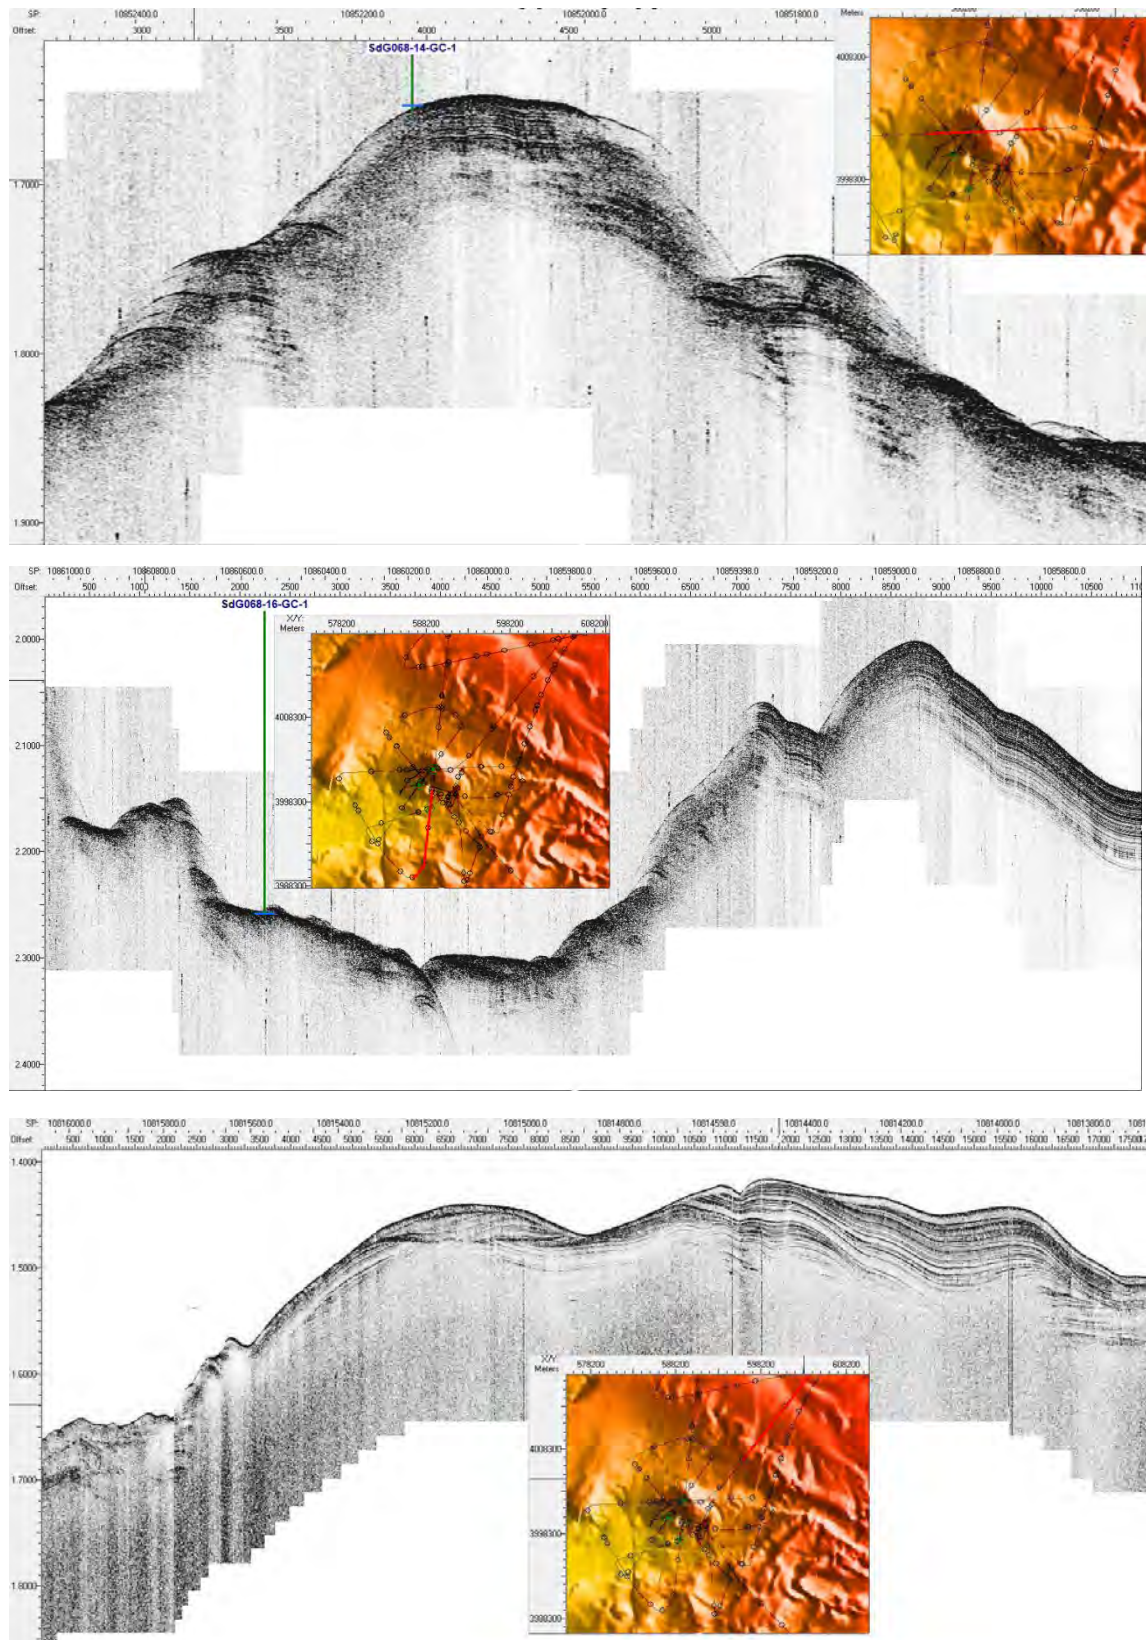 SP: 10852400.0 10852200.0 10852000.0 10851800.0
Offset: 3000 3500 4000 4500 5000
SdG068-14-GC-1
Meters
4008300
3998300
1.7000
1.8000
1.9000
SP: 10861000.0 10860800.0 10860600.0 10860400.0 10860200.0 10860000.0 10859800.0 10859600.0 10859398.0 10859200.0 10859000.0 10858800.0 10858600.0
Offset: 500 1000 1500 2000 2500 3000 3500 4000 4500 5000 5500 6000 6500 7000 7500 8000 8500 9000 9500 10000 10500
SdG068-16-GC-1
X/Y:
Meters 578200 588200 598200 608200
4008300
3998300
3988300
2.0000
2.1000
2.2000
2.3000
2.4000
SP: 10816000.0 10815800.0 10815600.0 10815400.0 10815200.0 10815000.0 10814800.0 10814598.0 10814400.0 10814200.0 10814000.0 10813800.0
Offset: 500 1000 1500 2000 2500 3000 3500 4000 4500 5000 5500 6000 6500 7000 7500 8000 8500 9000 9500 10000 10500 11500 12000 12500 13000 13500 14000 14500 15000 15500 16000 16500 17000
1.4000
1.5000
1.6000
1.7000
1.8000
X/Y:
Meters 578200 588200 598200 608200
4008300
3998300